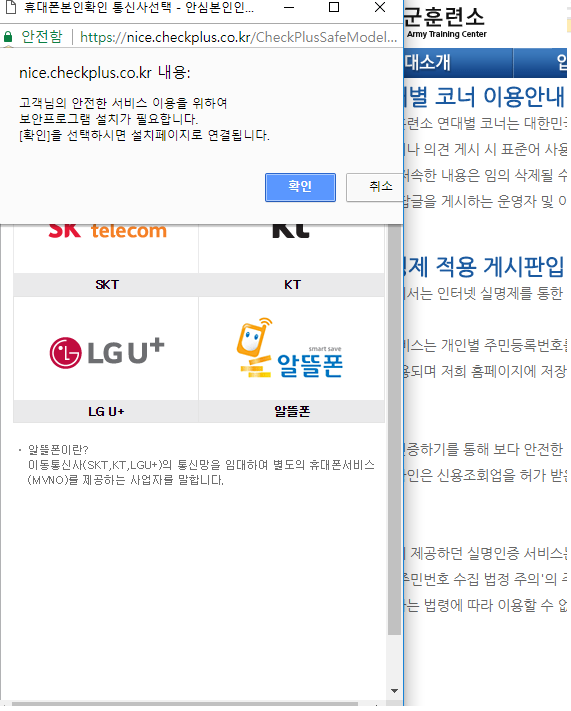 휴대폰본인확인 통신사선택 - 안심본인인...
안전함
https://nice.checkplus.co.kr/CheckPlusSafeModel...
nice.checkplus.co.kr 내용:
고객님의 안전한 서비스 이용을 위하여
보안프로그램 설치가 필요합니다.
[확인]을 선택하시면 설치페이지로 연결됩니다.
확인
취소
SK telecom
kt
SKT
KT
LG U+
smart save
알뜰폰
LG U+
알뜰폰
· 알뜰폰이란?
이동통신사(SKT,KT,LGU+)의 통신망을 임대하여 별도의 휴대폰서비스
(MVNO)를 제공하는 사업자를 말합니다.
군훈련소
Army Training Center
대소개
별 코너 이용안내
훈련소 연대별 코너는 대한민국
나 의견 게시 시 표준어 사용
저속한 내용은 임의 삭제될 수
답글을 게시하는 운영자 및 이
제 적용 게시판입
서는 인터넷 실명제를 통한
비스는 개인별 주민등록번호를
용되며 저희 홈페이지에 저장
인증하기를 통해 보다 안전한
인은 신용조회업을 허가 받은
제공하던 실명인증 서비스는
주민번호 수집 법정 주의'의 주
는 법령에 따라 이용할 수 없